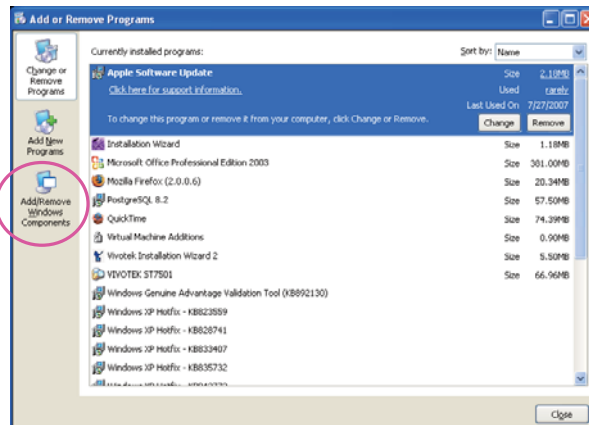 Add or Remove Programs
Change or
Remove
Programs
Add New
Programs
Add/Remove
Windows
Components
Currently installed programs:
Sort by: Name
Apple Software Update Size 2.18MB
Click here for support information. Used rarely
Last Used On 7/27/2007
To change this program or remove it from your computer, click Change or Remove. Change Remove
Installation Wizard Size 1.18MB
Microsoft Office Professional Edition 2003 Size 381.00MB
Mozilla Firefox (2.0.0.6) Size 20.34MB
PostgreSQL 8.2 Size 57.50MB
QuickTime Size 74.39MB
Virtual Machine Additions Size 0.90MB
Vivotek Installation Wizard 2 Size 5.50MB
VIVOTEK ST7501 Size 66.96MB
Windows Genuine Advantage Validation Tool (KB892130)
Windows XP Hotfix - KB823559
Windows XP Hotfix - KB828741
Windows XP Hotfix - KB833407
Windows XP Hotfix - KB835732
Close